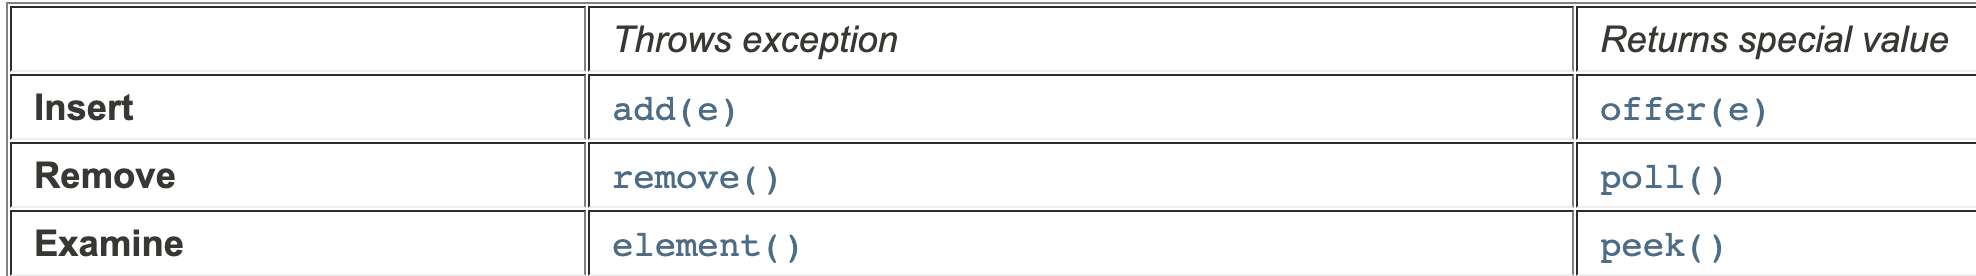 Throws exception Returns special value
Insert add(e) offer(e)
Remove remove() poll()
Examine element() peek()